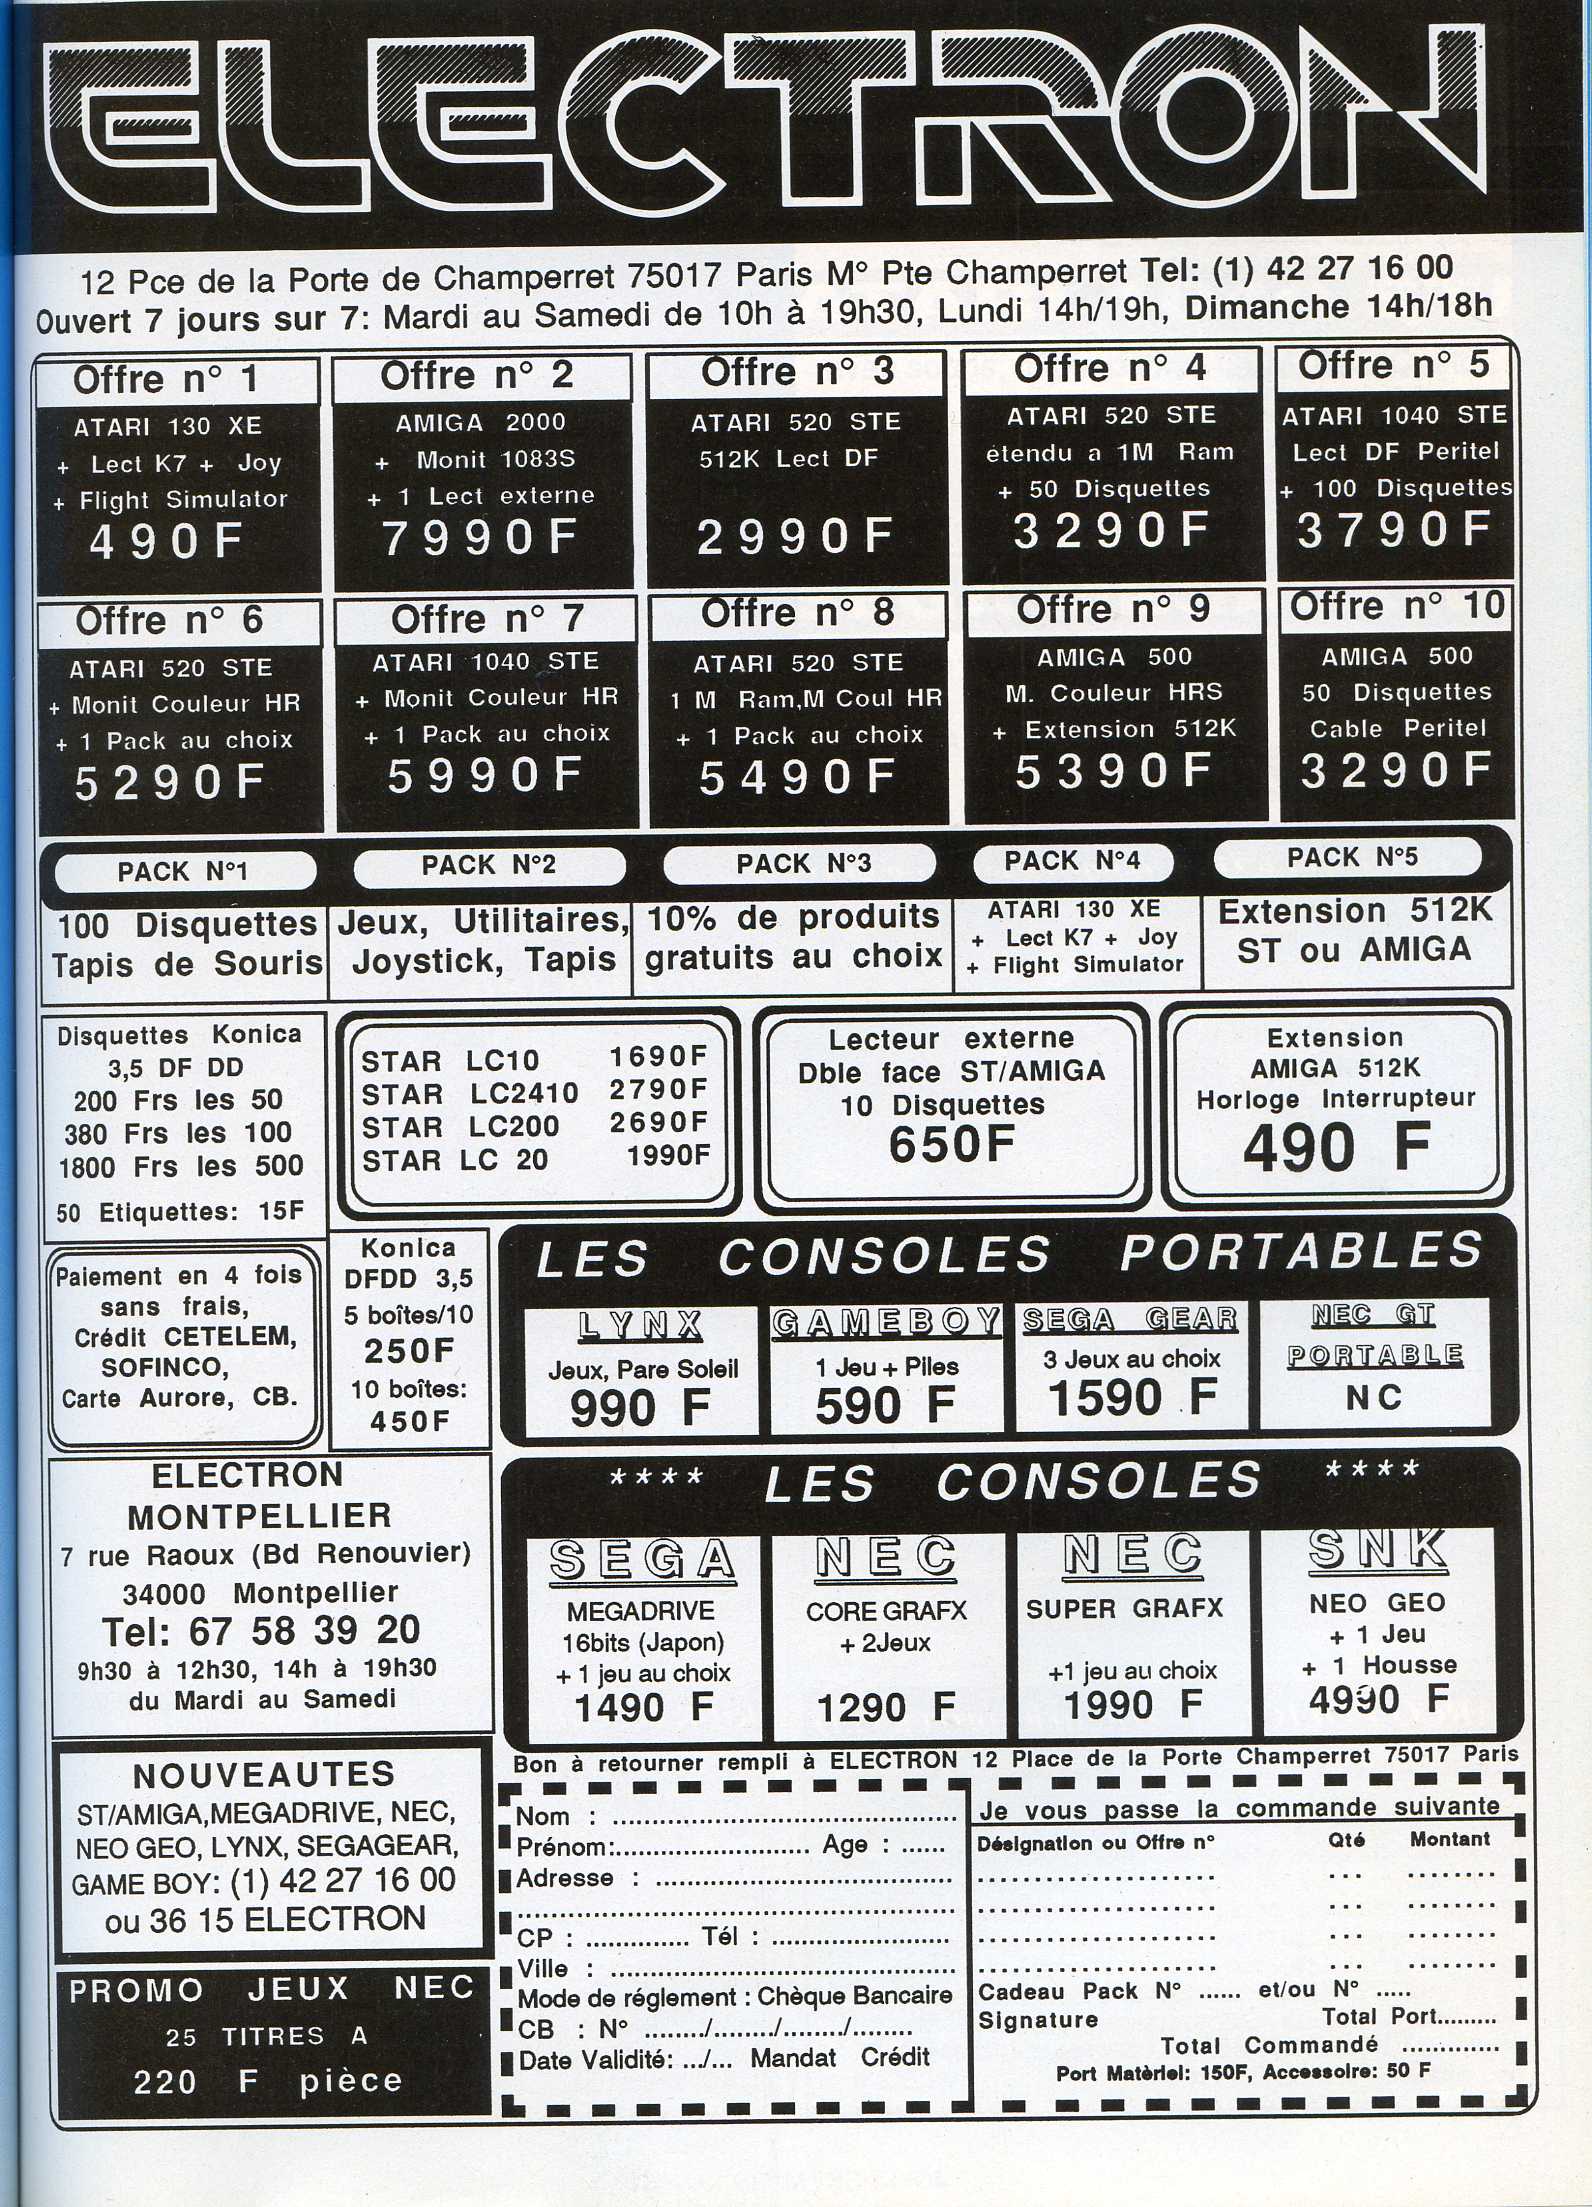 ELECTRON
12 Pce de la Porte de Champerret 75017 Paris M° Pte Champerret Tel: (1) 42 27 16 00
Ouvert 7 jours sur 7: Mardi au Samedi de 10h à 19h30, Lundi 14h/19h, Dimanche 14h/18h
Offre n° 1
ATARI 130 XE
+ Lect K7 + Joy
+ Flight Simulator
490F
Offre n° 2
AMIGA 2000
+ Monit 1083S
+ 1 Lect externe
7990F
Offre n° 3
ATARI 520 STE
512K Lect DF
2990F
Offre n° 4
ATARI 520 STE
étendu a 1M Ram
+ 50 Disquettes
3290F
Offre n° 5
ATARI 1040 STE
Lect DF Peritel
+ 100 Disquettes
3790F
Offre n° 6
ATARI 520 STE
+ Monit Couleur HR
+ 1 Pack au choix
5290F
Offre n° 7
ATARI 1040 STE
+ Monit Couleur HR
+ 1 Pack au choix
5990F
Offre n° 8
ATARI 520 STE
1 M Ram,M Coul HR
+ 1 Pack au choix
5490F
Offre n° 9
AMIGA 500
M. Couleur HRS
+ Extension 512K
5390F
Offre n° 10
AMIGA 500
50 Disquettes
Cable Peritel
3290F
PACK N°1
100 Disquettes
Tapis de Souris
PACK N°2
Jeux, Utilitaires,
Joystick, Tapis
PACK N°3
10% de produits
gratuits au choix
PACK N°4
ATARI 130 XE
+ Lect K7 + Joy
+ Flight Simulator
PACK N°5
Extension 512K
ST ou AMIGA
Disquettes Konica
3,5 DF DD
200 Frs les 50
380 Frs les 100
1800 Frs les 500
50 Etiquettes: 15F
STAR LC10 1690F
STAR LC2410 2790F
STAR LC200 2690F
STAR LC 20 1990F
Lecteur externe
Dble face ST/AMIGA
10 Disquettes
650F
Extension
AMIGA 512K
Horloge Interrupteur
490 F
Paiement en 4 fois
sans frais,
Crédit CETELEM,
SOFINCO,
Carte Aurore, CB.
Konica
DFDD 3,5
5 boîtes/10
250F
10 boîtes:
450F
LES CONSOLES PORTABLES
LYNX
Jeux, Pare Soleil
990 F
GAMEBOY
1 Jeu + Piles
590 F
SEGA GEAR
3 Jeux au choix
1590 F
NEC GT
PORTABLE
NC
ELECTRON
MONTPELLIER
7 rue Raoux (Bd Renouvier)
34000 Montpellier
Tel: 67 58 39 20
9h30 à 12h30, 14h à 19h30
du Mardi au Samedi
**** LES CONSOLES ****
SEGA
MEGADRIVE
16bits (Japon)
+ 1 jeu au choix
1490 F
NEC
CORE GRAFX
+ 2Jeux
1290 F
NEC
SUPER GRAFX
+1 jeu au choix
1990 F
SNK
NEO GEO
+ 1 Jeu
+ 1 Housse
4990 F
NOUVEAUTES
ST/AMIGA,MEGADRIVE, NEC,
NEO GEO, LYNX, SEGAGEAR,
GAME BOY: (1) 42 27 16 00
ou 36 15 ELECTRON
PROMO JEUX NEC
25 TITRES A
220 F pièce
Bon à retourner rempli à ELECTRON 12 Place de la Porte Champerret 75017 Paris
Nom : ........................................
Prénom:.......................... Age : ......
Adresse : ........................................
............................................................
CP : .............. Tél : ........................
Ville : ...............................................
Mode de réglement : Chèque Bancaire
CB : N° ......../......../......../........
Date Validité: .../... Mandat Crédit
Je vous passe la commande suivante
Désignation ou Offre n° Qté Montant
..................... ... ........
..................... ... ........
..................... ... ........
..................... ... ........
Cadeau Pack N° ...... et/ou N° .....
Signature Total Port.........
Total Commandé .............
Port Matèriel: 150F, Accessoire: 50 F